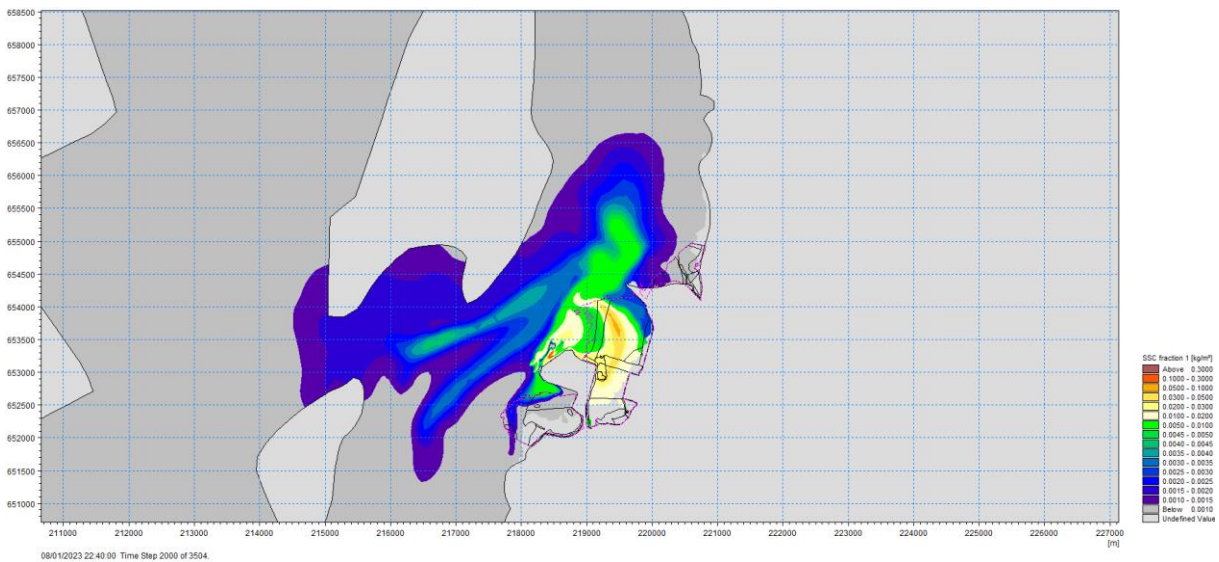 658500
658000
657500
657000
656500
656000
655500
655000
654500
654000
653500
653000
652500
652000
651500
651000
211000 212000 213000 214000 215000 216000 217000 218000 219000 220000 221000 222000 223000 224000 225000 226000 227000
[m]
SSC fraction 1 [kg/m³]
Above 0.3000
0.1000 - 0.3000
0.0500 - 0.1000
0.0300 - 0.0500
0.0200 - 0.0300
0.0100 - 0.0200
0.0050 - 0.0100
0.0045 - 0.0050
0.0040 - 0.0045
0.0035 - 0.0040
0.0030 - 0.0035
0.0025 - 0.0030
0.0020 - 0.0025
0.0015 - 0.0020
0.0010 - 0.0015
Below 0.0010
Undefined Value
08/01/2023 22:40:00 Time Step 2000 of 3504.